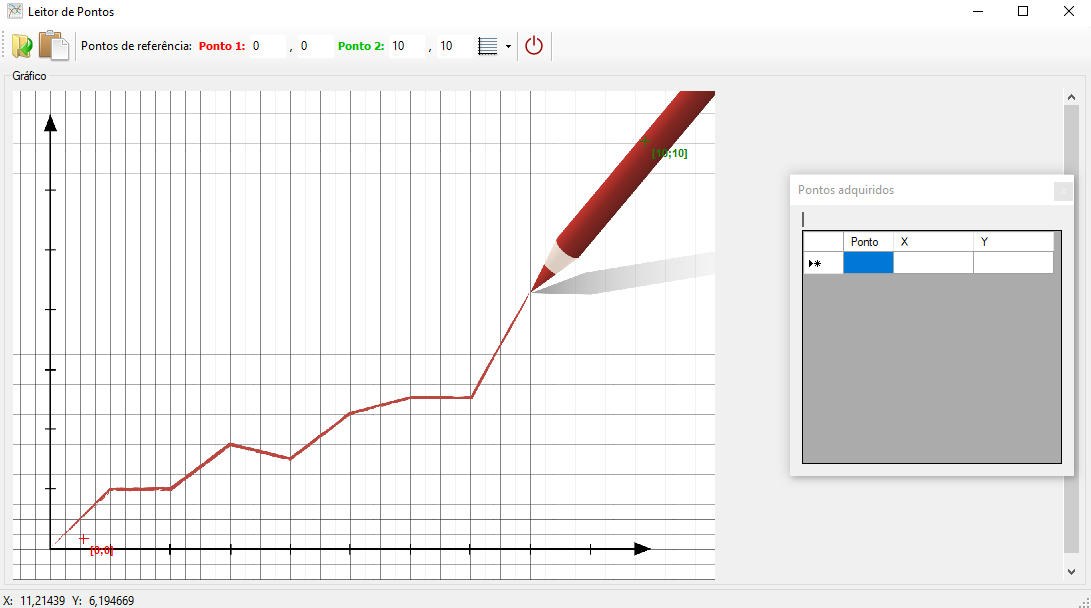 Leitor de Pontos
Pontos de referência: Ponto 1: 0 , 0 Ponto 2: 10 , 10
Gráfico
[10;10]
Pontos adquiridos
Ponto X Y
[0;0]
X: 11,21439 Y: 6,194669